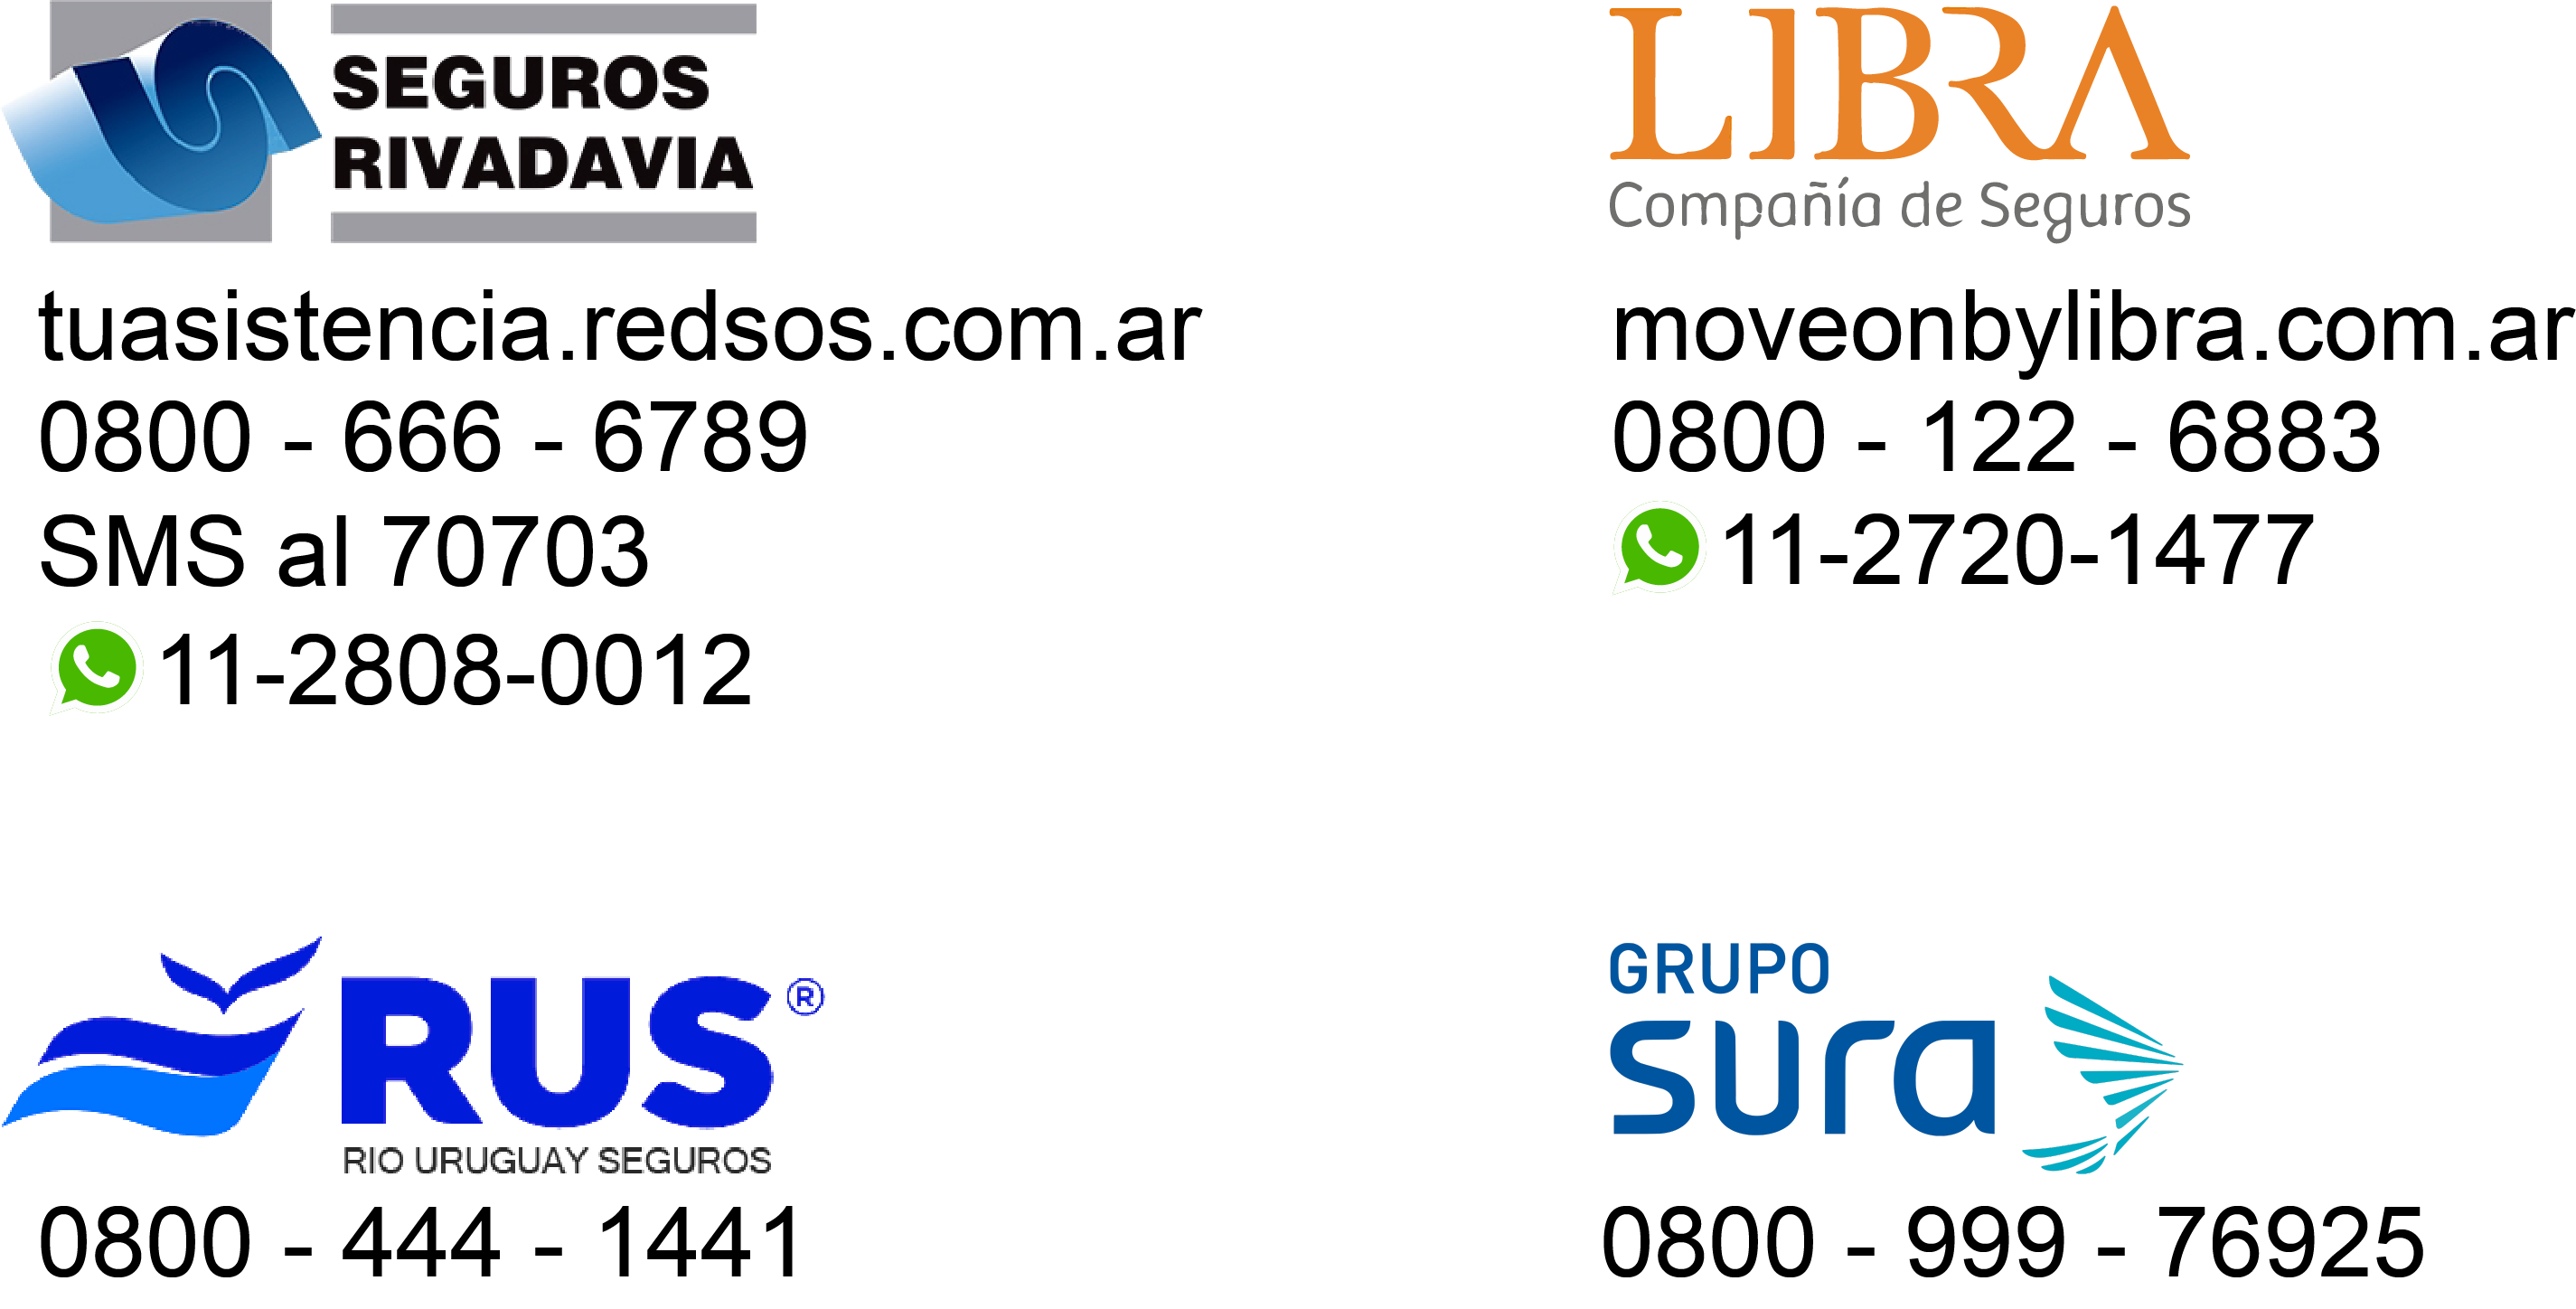 SEGUROS
RIVADAVIA
tuasistencia.redsos.com.ar
0800 - 666 - 6789
SMS al 70703
11-2808-0012
LIBRA
Compañía de Seguros
moveonbylibra.com.ar
0800 - 122 - 6883
11-2720-1477
RUS®
RIO URUGUAY SEGUROS
0800 - 444 - 1441
GRUPO
sura
0800 - 999 - 76925